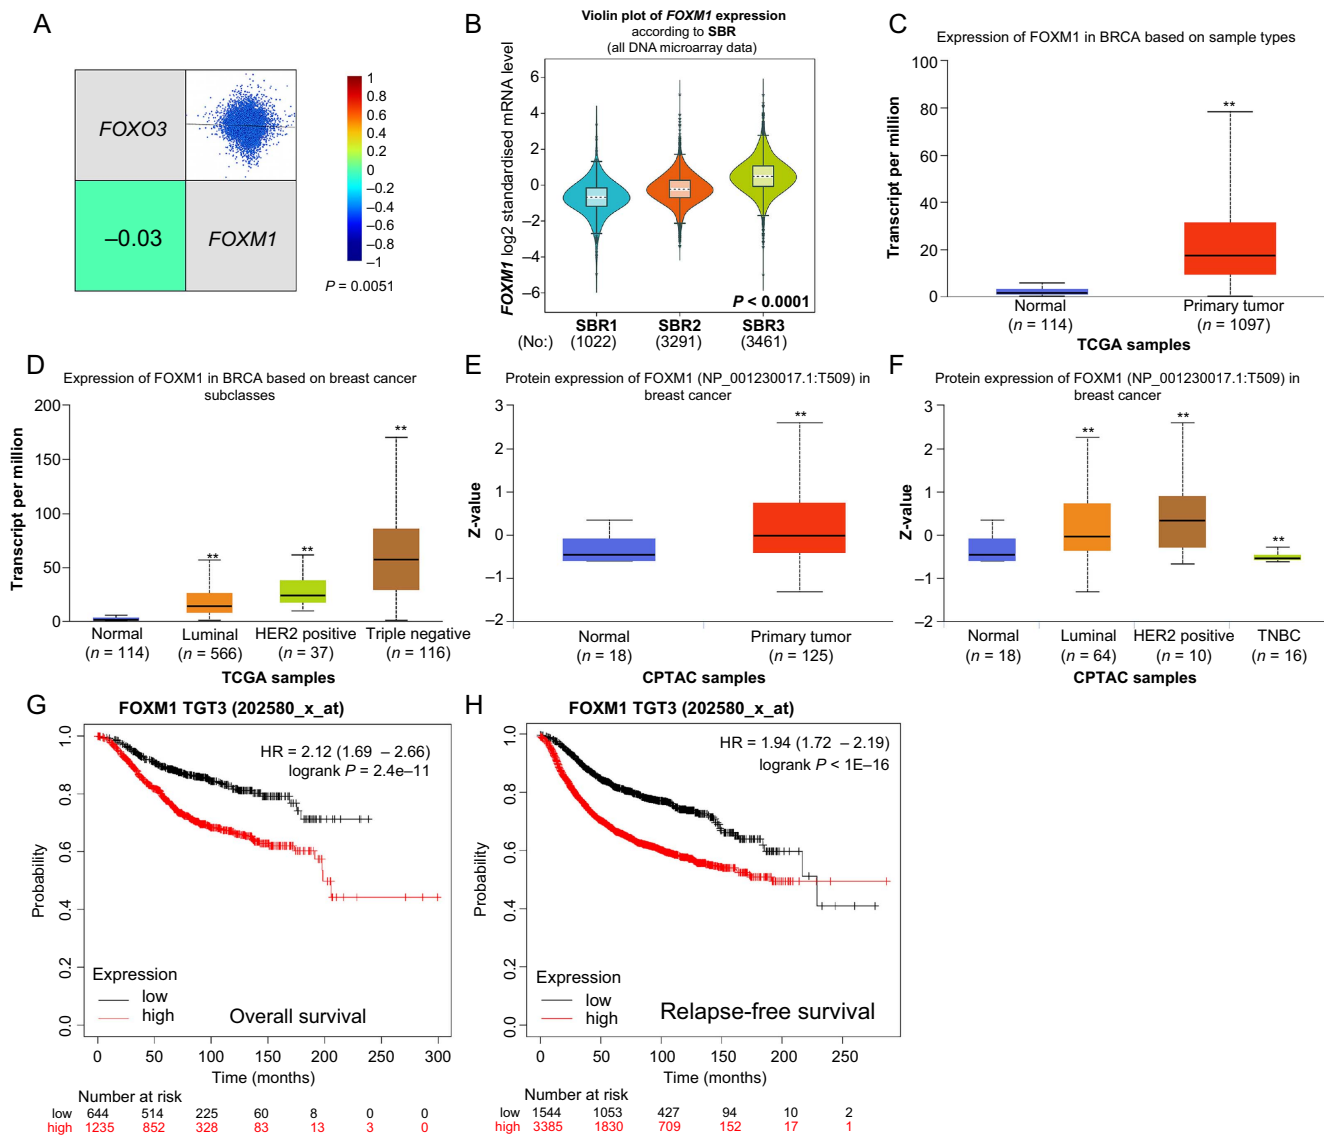 A
FOXO3
–0.03
FOXM1
1
0.8
0.6
0.4
0.2
0
–0.2
–0.4
–0.6
–0.8
–1
P = 0.0051
B
Violin plot of FOXM1 expression
according to SBR
(all DNA microarray data)
FOXM1 log2 standardised mRNA level
6
4
2
0
–2
–4
–6
P < 0.0001
SBR1 SBR2 SBR3
(No:) (1022) (3291) (3461)
C
Expression of FOXM1 in BRCA based on sample types
Transcript per million
100
80
60
40
20
0
**
Normal Primary tumor
(n = 114) (n = 1097)
TCGA samples
D
Expression of FOXM1 in BRCA based on breast cancer
subclasses
Transcript per million
200
150
100
50
0
** ** **
Normal Luminal HER2 positive Triple negative
(n = 114) (n = 566) (n = 37) (n = 116)
TCGA samples
E
Protein expression of FOXM1 (NP_001230017.1:T509) in
breast cancer
Z-value
3
2
1
0
−1
−2
**
Normal Primary tumor
(n = 18) (n = 125)
CPTAC samples
F
Protein expression of FOXM1 (NP_001230017.1:T509) in
breast cancer
Z-value
3
2
1
0
−1
−2
** ** **
Normal Luminal HER2 positive TNBC
(n = 18) (n = 64) (n = 10) (n = 16)
CPTAC samples
G
FOXM1 TGT3 (202580_x_at)
HR = 2.12 (1.69 – 2.66)
logrank P = 2.4e–11
Probability
1.0
0.8
0.6
0.4
0.2
0.0
Expression
low
high
Overall survival
0 50 100 150 200 250 300
Time (months)
Number at risk
low 644 514 225 60 8 0 0
high 1235 852 328 83 13 3 0
H
FOXM1 TGT3 (202580_x_at)
HR = 1.94 (1.72 – 2.19)
logrank P < 1E–16
Probability
1.0
0.8
0.6
0.4
0.2
0.0
Expression
low
high
Relapse-free survival
0 50 100 150 200 250
Time (months)
Number at risk
low 1544 1053 427 94 10 2
high 3385 1830 709 152 17 1